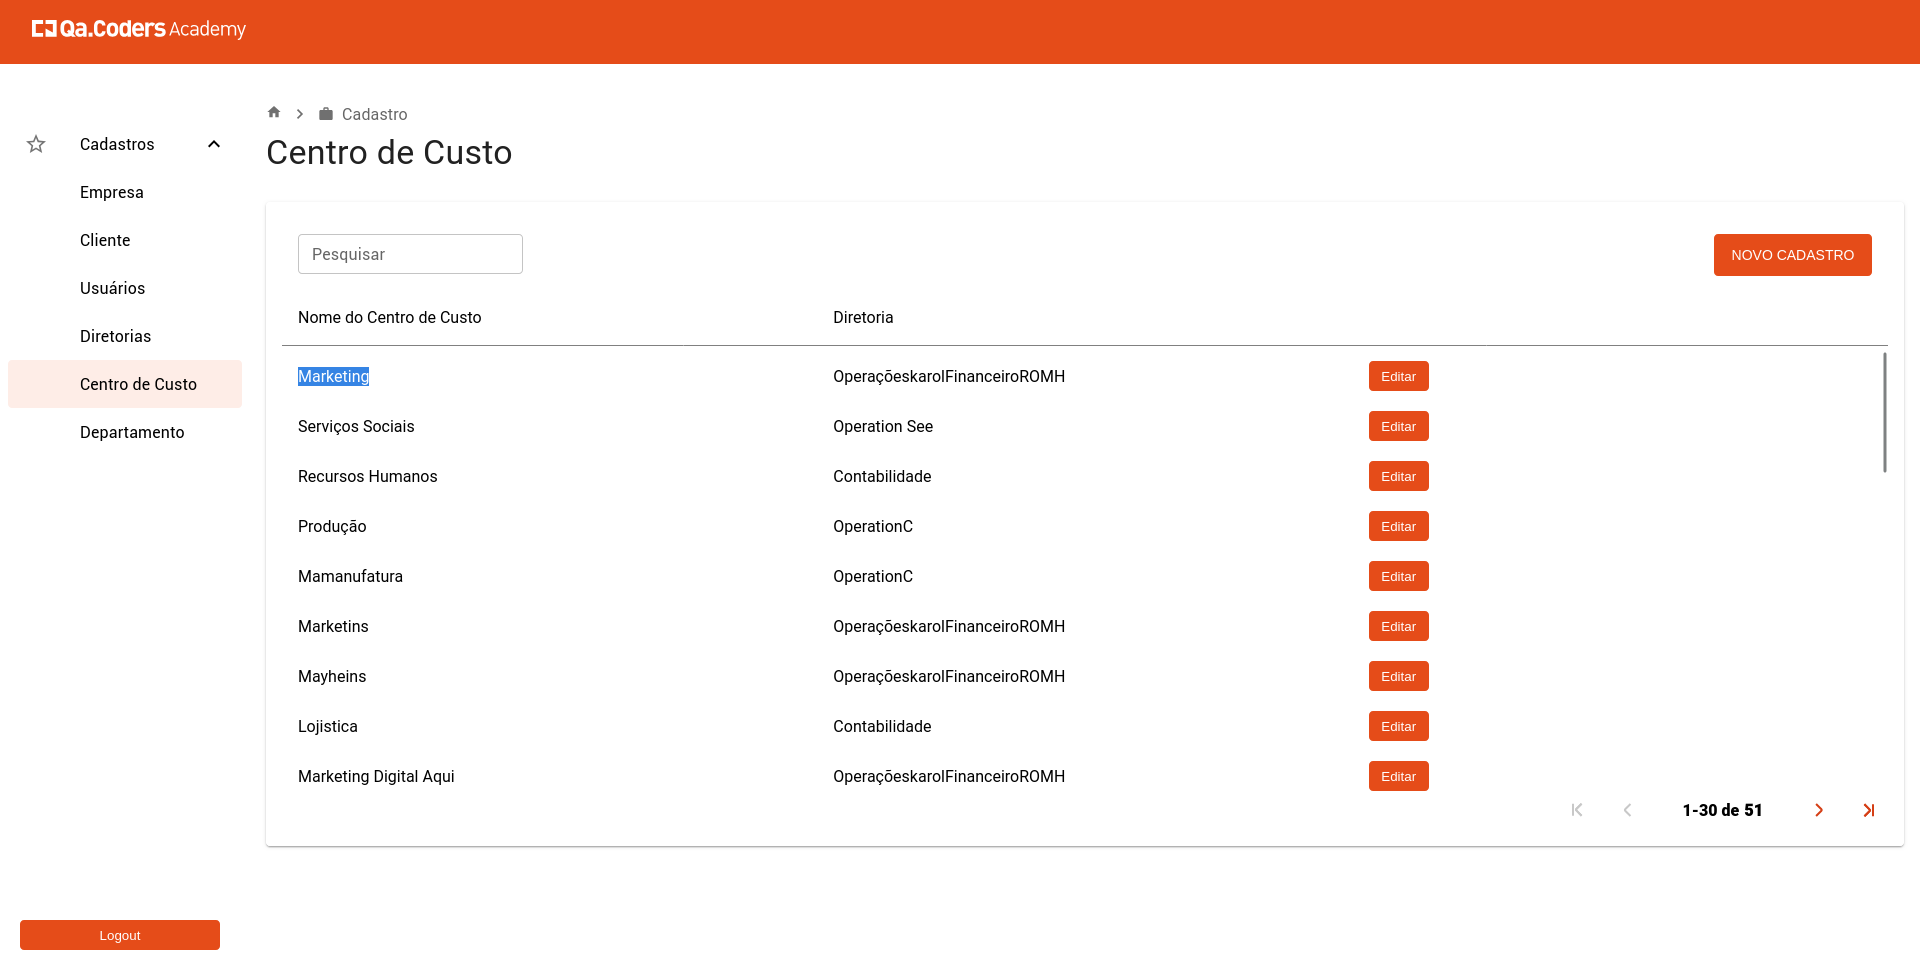 Qa.Coders Academy
Cadastro
Centro de Custo
Cadastros
Empresa
Cliente
Usuários
Diretorias
Centro de Custo
Departamento
Logout
Pesquisar
NOVO CADASTRO
Nome do Centro de Custo Diretoria
Marketing OperaçõeskarolFinanceiroROMH Editar
Serviços Sociais Operation See Editar
Recursos Humanos Contabilidade Editar
Produção OperationC Editar
Mamanufatura OperationC Editar
Marketins OperaçõeskarolFinanceiroROMH Editar
Mayheins OperaçõeskarolFinanceiroROMH Editar
Lojistica Contabilidade Editar
Marketing Digital Aqui OperaçõeskarolFinanceiroROMH Editar
1-30 de 51